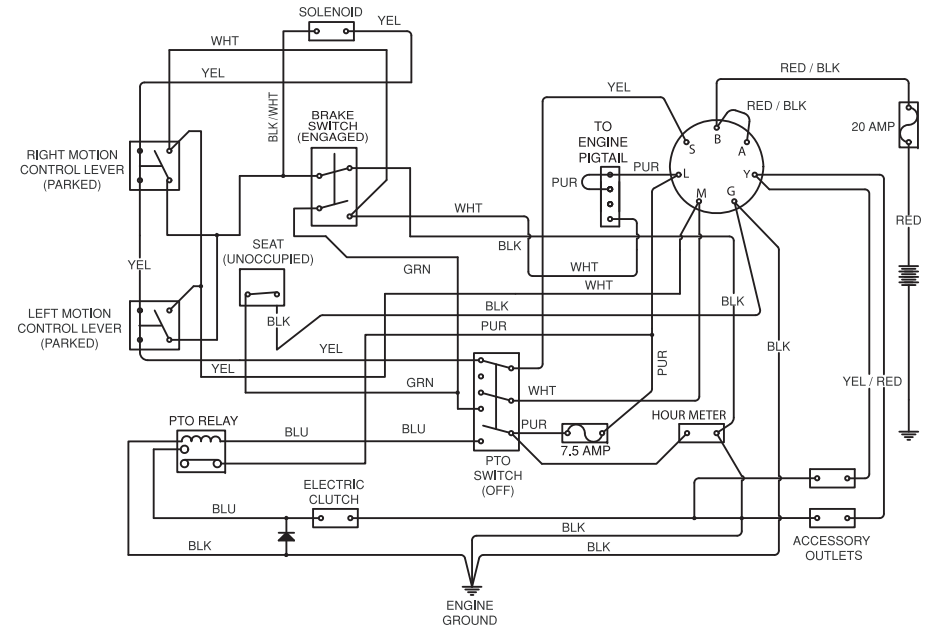 SOLENOID
YEL
WHT
YEL
RED / BLK
YEL
BLK /WHT
BRAKE
SWITCH
(ENGAGED)
TO
ENGINE
PIGTAIL
RED / BLK
B
A
S
20 AMP
RIGHT MOTION
CONTROL LEVER
(PARKED)
PUR
PUR
L
Y
M
G
WHT
RED
BLK
SEAT
(UNOCCUPIED)
GRN
WHT
WHT
YEL
BLK
BLK
BLK
LEFT MOTION
CONTROL LEVER
(PARKED)
PUR
YEL
BLK
PUR
YEL
GRN
WHT
YEL / RED
PTO RELAY
BLU
BLU
PUR
HOUR METER
7.5 AMP
PTO
SWITCH
(OFF)
ELECTRIC
CLUTCH
BLU
BLK
BLK
BLK
ACCESSORY
OUTLETS
ENGINE
GROUND